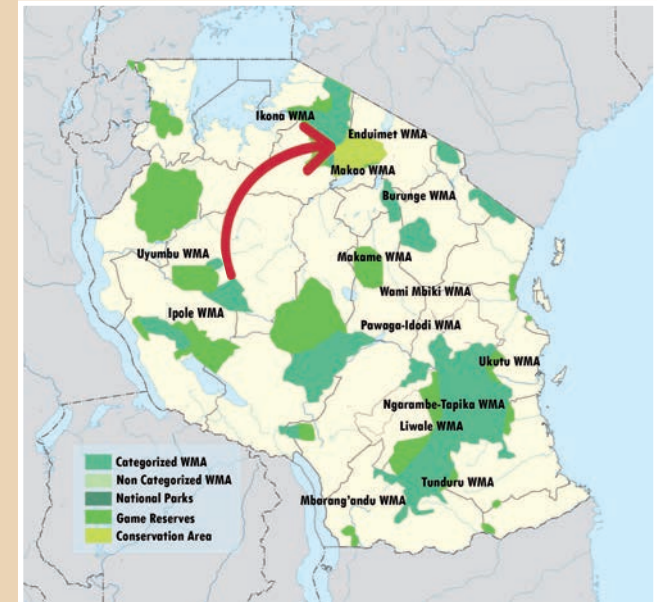 Ikona WMA
Enduimet WMA
Makao WMA
Burunge WMA
Uyumbu WMA
Makame WMA
Wami Mbiki WMA
Ipole WMA
Pawaga-Idodi WMA
Ukutu WMA
Ngarambe-Tapika WMA
Liwale WMA
Tunduru WMA
Mbarang'andu WMA
Categorized WMA
Non Categorized WMA
National Parks
Game Reserves
Conservation Area